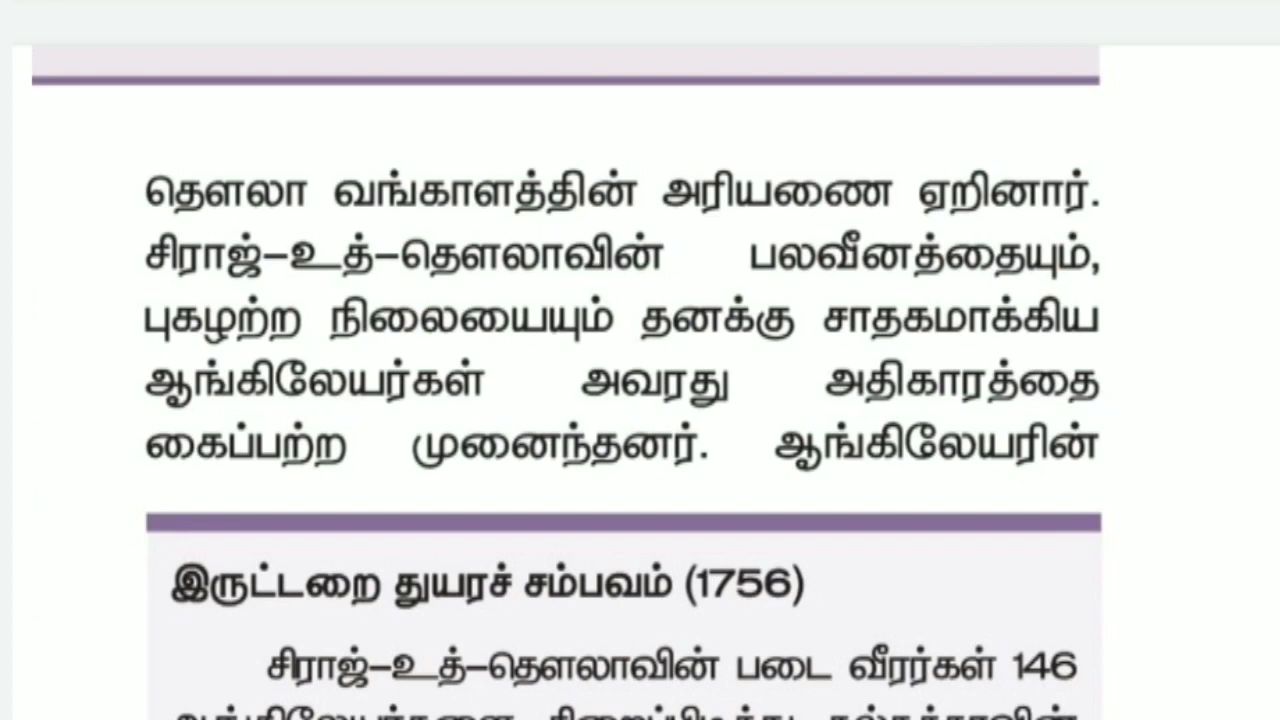 தௌலா வங்காளத்தின் அரியணை ஏறினார்.
சிராஜ்–உத்–தௌலாவின் பலவீனத்தையும்,
புகழற்ற நிலையையும் தனக்கு சாதகமாக்கிய
ஆங்கிலேயர்கள் அவரது அதிகாரத்தை
கைப்பற்ற முனைந்தனர். ஆங்கிலேயரின்
இருட்டறை துயரச் சம்பவம் (1756)
சிராஜ்–உத்–தௌலாவின் படை வீரர்கள் 146